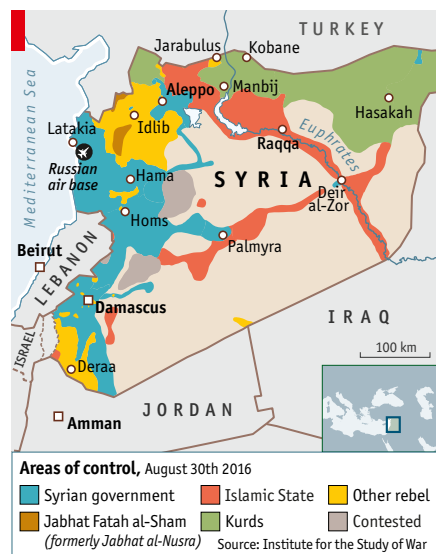 TURKEY
Mediterranean Sea
Jarabulus
Kobane
Aleppo
Manbij
Hasakah
Latakia
Idlib
Raqqa
Euphrates
Russian
air base
Hama
SYRIA
Deir
al-Zor
Homs
Palmyra
Beirut
LEBANON
Damascus
IRAQ
ISRAEL
100 km
Deraa
JORDAN
Amman
Areas of control, August 30th 2016
Syrian government
Islamic State
Other rebel
Jabhat Fatah al-Sham
(formerly Jabhat al-Nusra)
Kurds
Contested
Source: Institute for the Study of War